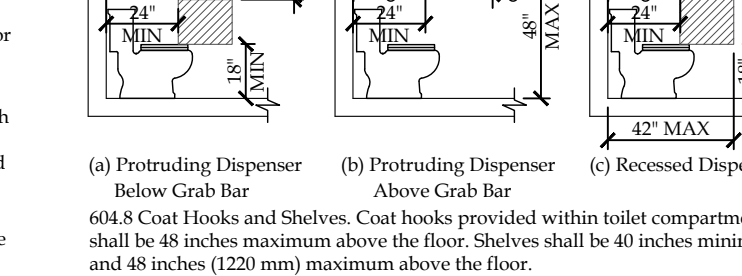 24"
MIN
18"
MIN
24"
MIN
48"
MAX
24"
MIN
42" MAX
(a) Protruding Dispenser
Below Grab Bar
(b) Protruding Dispenser
Above Grab Bar
(c) Recessed
604.8 Coat Hooks and Shelves. Coat hooks provided within toilet
shall be 48 inches maximum above the floor. Shelves shall be 40 inches
and 48 inches (1220 mm) maximum above the floor.